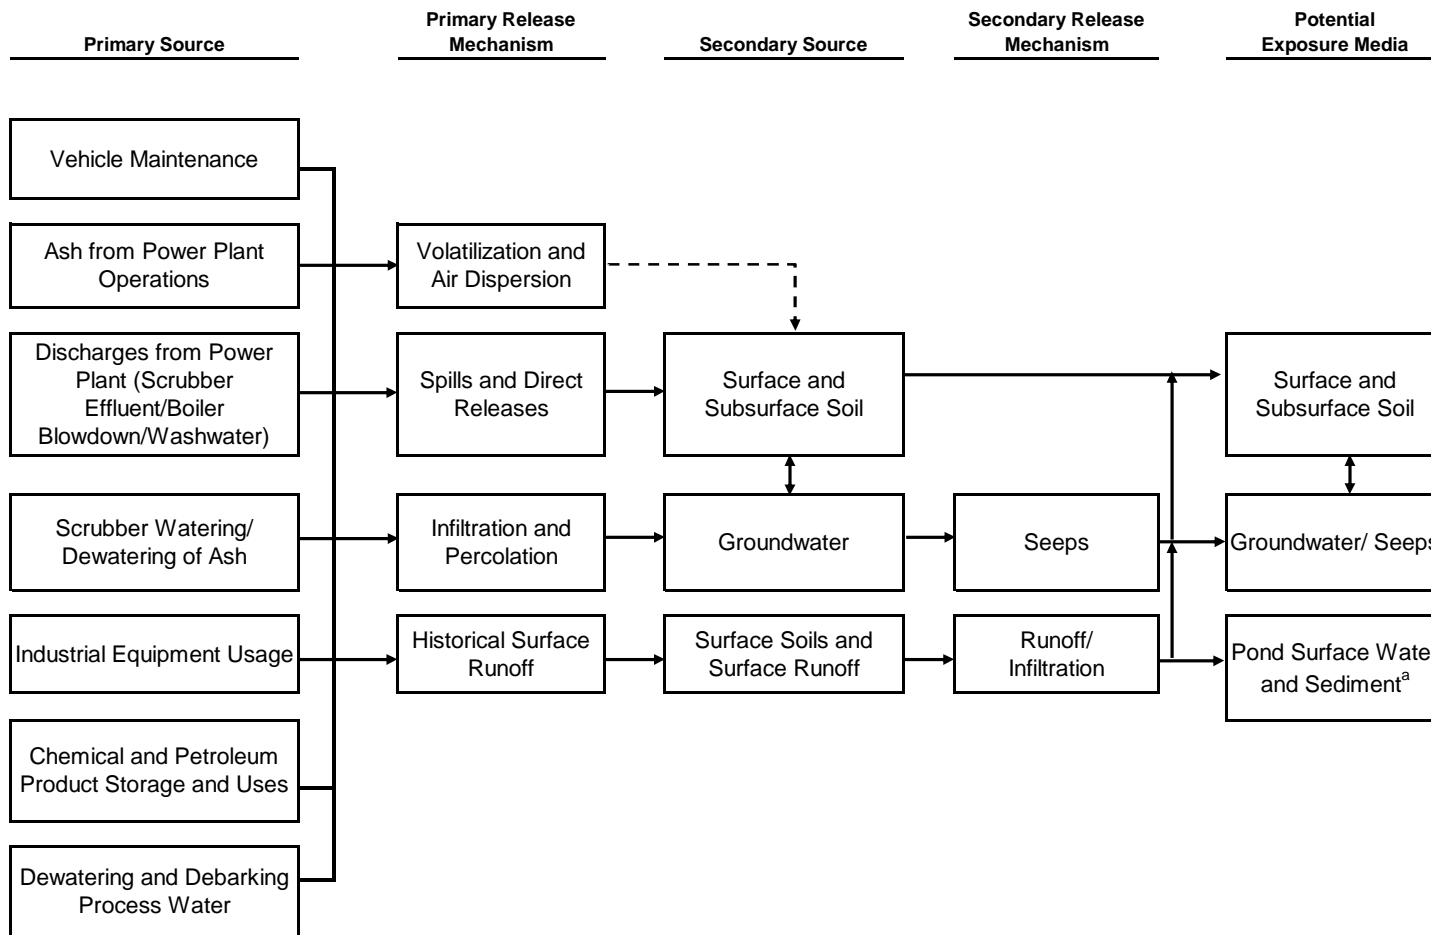 Primary Source
Primary Release
Mechanism
Secondary Source
Secondary Release
Mechanism
Potential
Exposure Media
Vehicle Maintenance
Ash from Power Plant
Operations
Volatilization and
Air Dispersion
Discharges from Power
Plant (Scrubber
Effluent/Boiler
Blowdown/Washwater)
Spills and Direct
Releases
Surface and
Subsurface Soil
Surface and
Subsurface Soil
Scrubber Watering/
Dewatering of Ash
Infiltration and
Percolation
Groundwater
Seeps
Groundwater/ Seeps
Industrial Equipment Usage
Historical Surface
Runoff
Surface Soils and
Surface Runoff
Runoff/
Infiltration
Pond Surface Wate
and Sedimentᵃ
Chemical and Petroleum
Product Storage and Uses
Dewatering and Debarking
Process Water